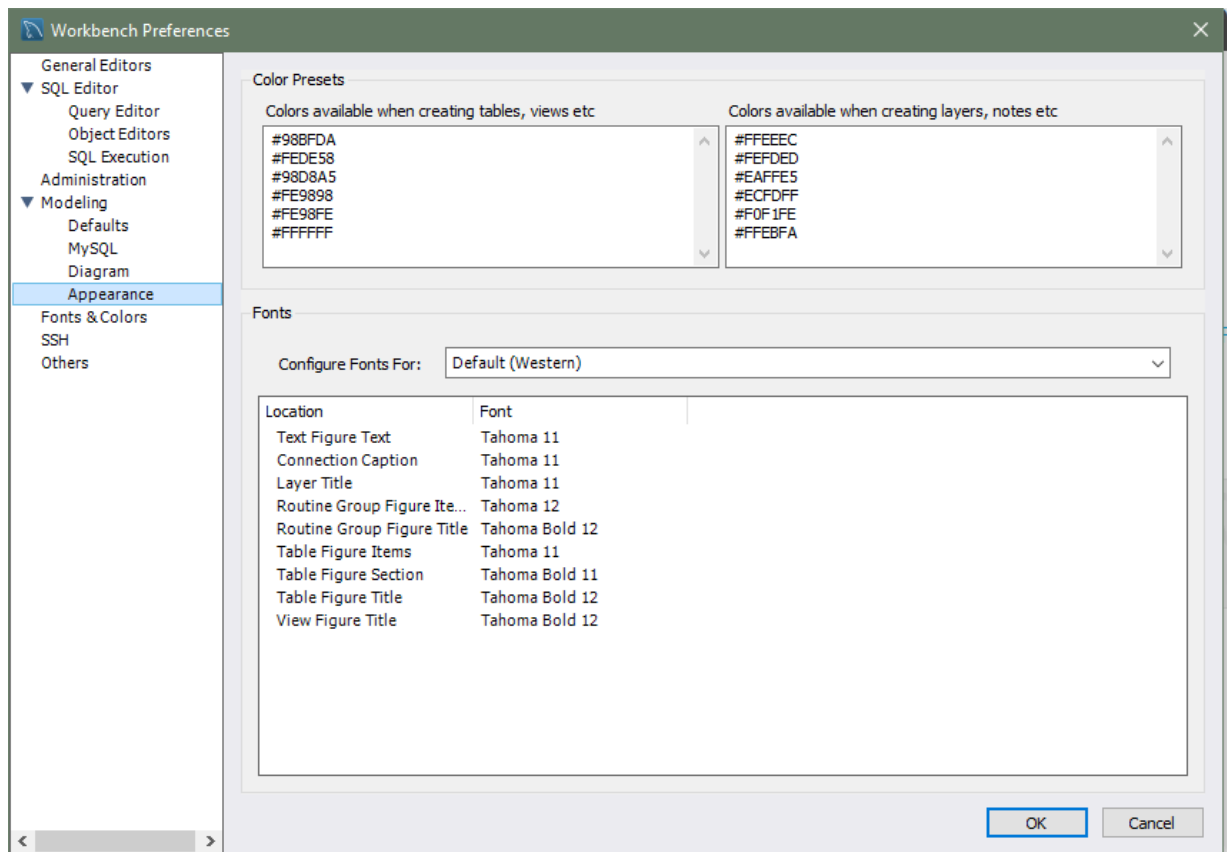 Workbench Preferences
General Editors
SQL Editor
Query Editor
Object Editors
SQL Execution
Administration
Modeling
Defaults
MySQL
Diagram
Appearance
Fonts & Colors
SSH
Others
Color Presets
Colors available when creating tables, views etc
#98BFDA
#FEDE58
#98D8A5
#FE9898
#FE98FE
#FFFFFF
Colors available when creating layers, notes etc
#FFEEEC
#FEFDED
#EAFFE5
#ECFDFF
#F0F1FE
#FFEBFA
Fonts
Configure Fonts For: Default (Western)
Location Font
Text Figure Text Tahoma 11
Connection Caption Tahoma 11
Layer Title Tahoma 11
Routine Group Figure Ite... Tahoma 12
Routine Group Figure Title Tahoma Bold 12
Table Figure Items Tahoma 11
Table Figure Section Tahoma Bold 11
Table Figure Title Tahoma Bold 12
View Figure Title Tahoma Bold 12
OK Cancel